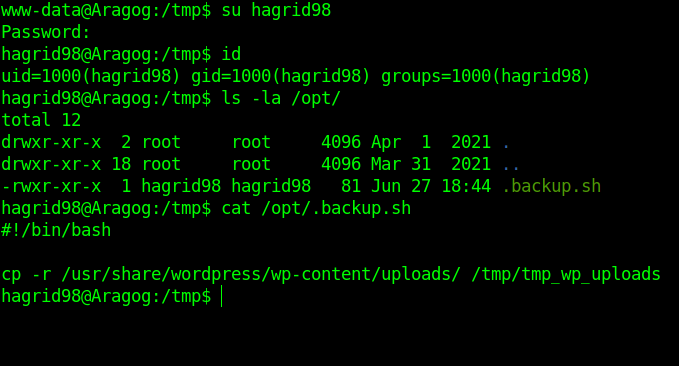 www-data@Aragog:/tmp$ su hagrid98
Password:
hagrid98@Aragog:/tmp$ id
uid=1000(hagrid98) gid=1000(hagrid98) groups=1000(hagrid98)
hagrid98@Aragog:/tmp$ ls -la /opt/
total 12
drwxr-xr-x  2 root     root     4096 Apr  1  2021 .
drwxr-xr-x 18 root     root     4096 Mar 31  2021 ..
-rwxr-xr-x  1 hagrid98 hagrid98   81 Jun 27 18:44 .backup.sh
hagrid98@Aragog:/tmp$ cat /opt/.backup.sh
#!/bin/bash

cp -r /usr/share/wordpress/wp-content/uploads/ /tmp/tmp_wp_uploads
hagrid98@Aragog:/tmp$